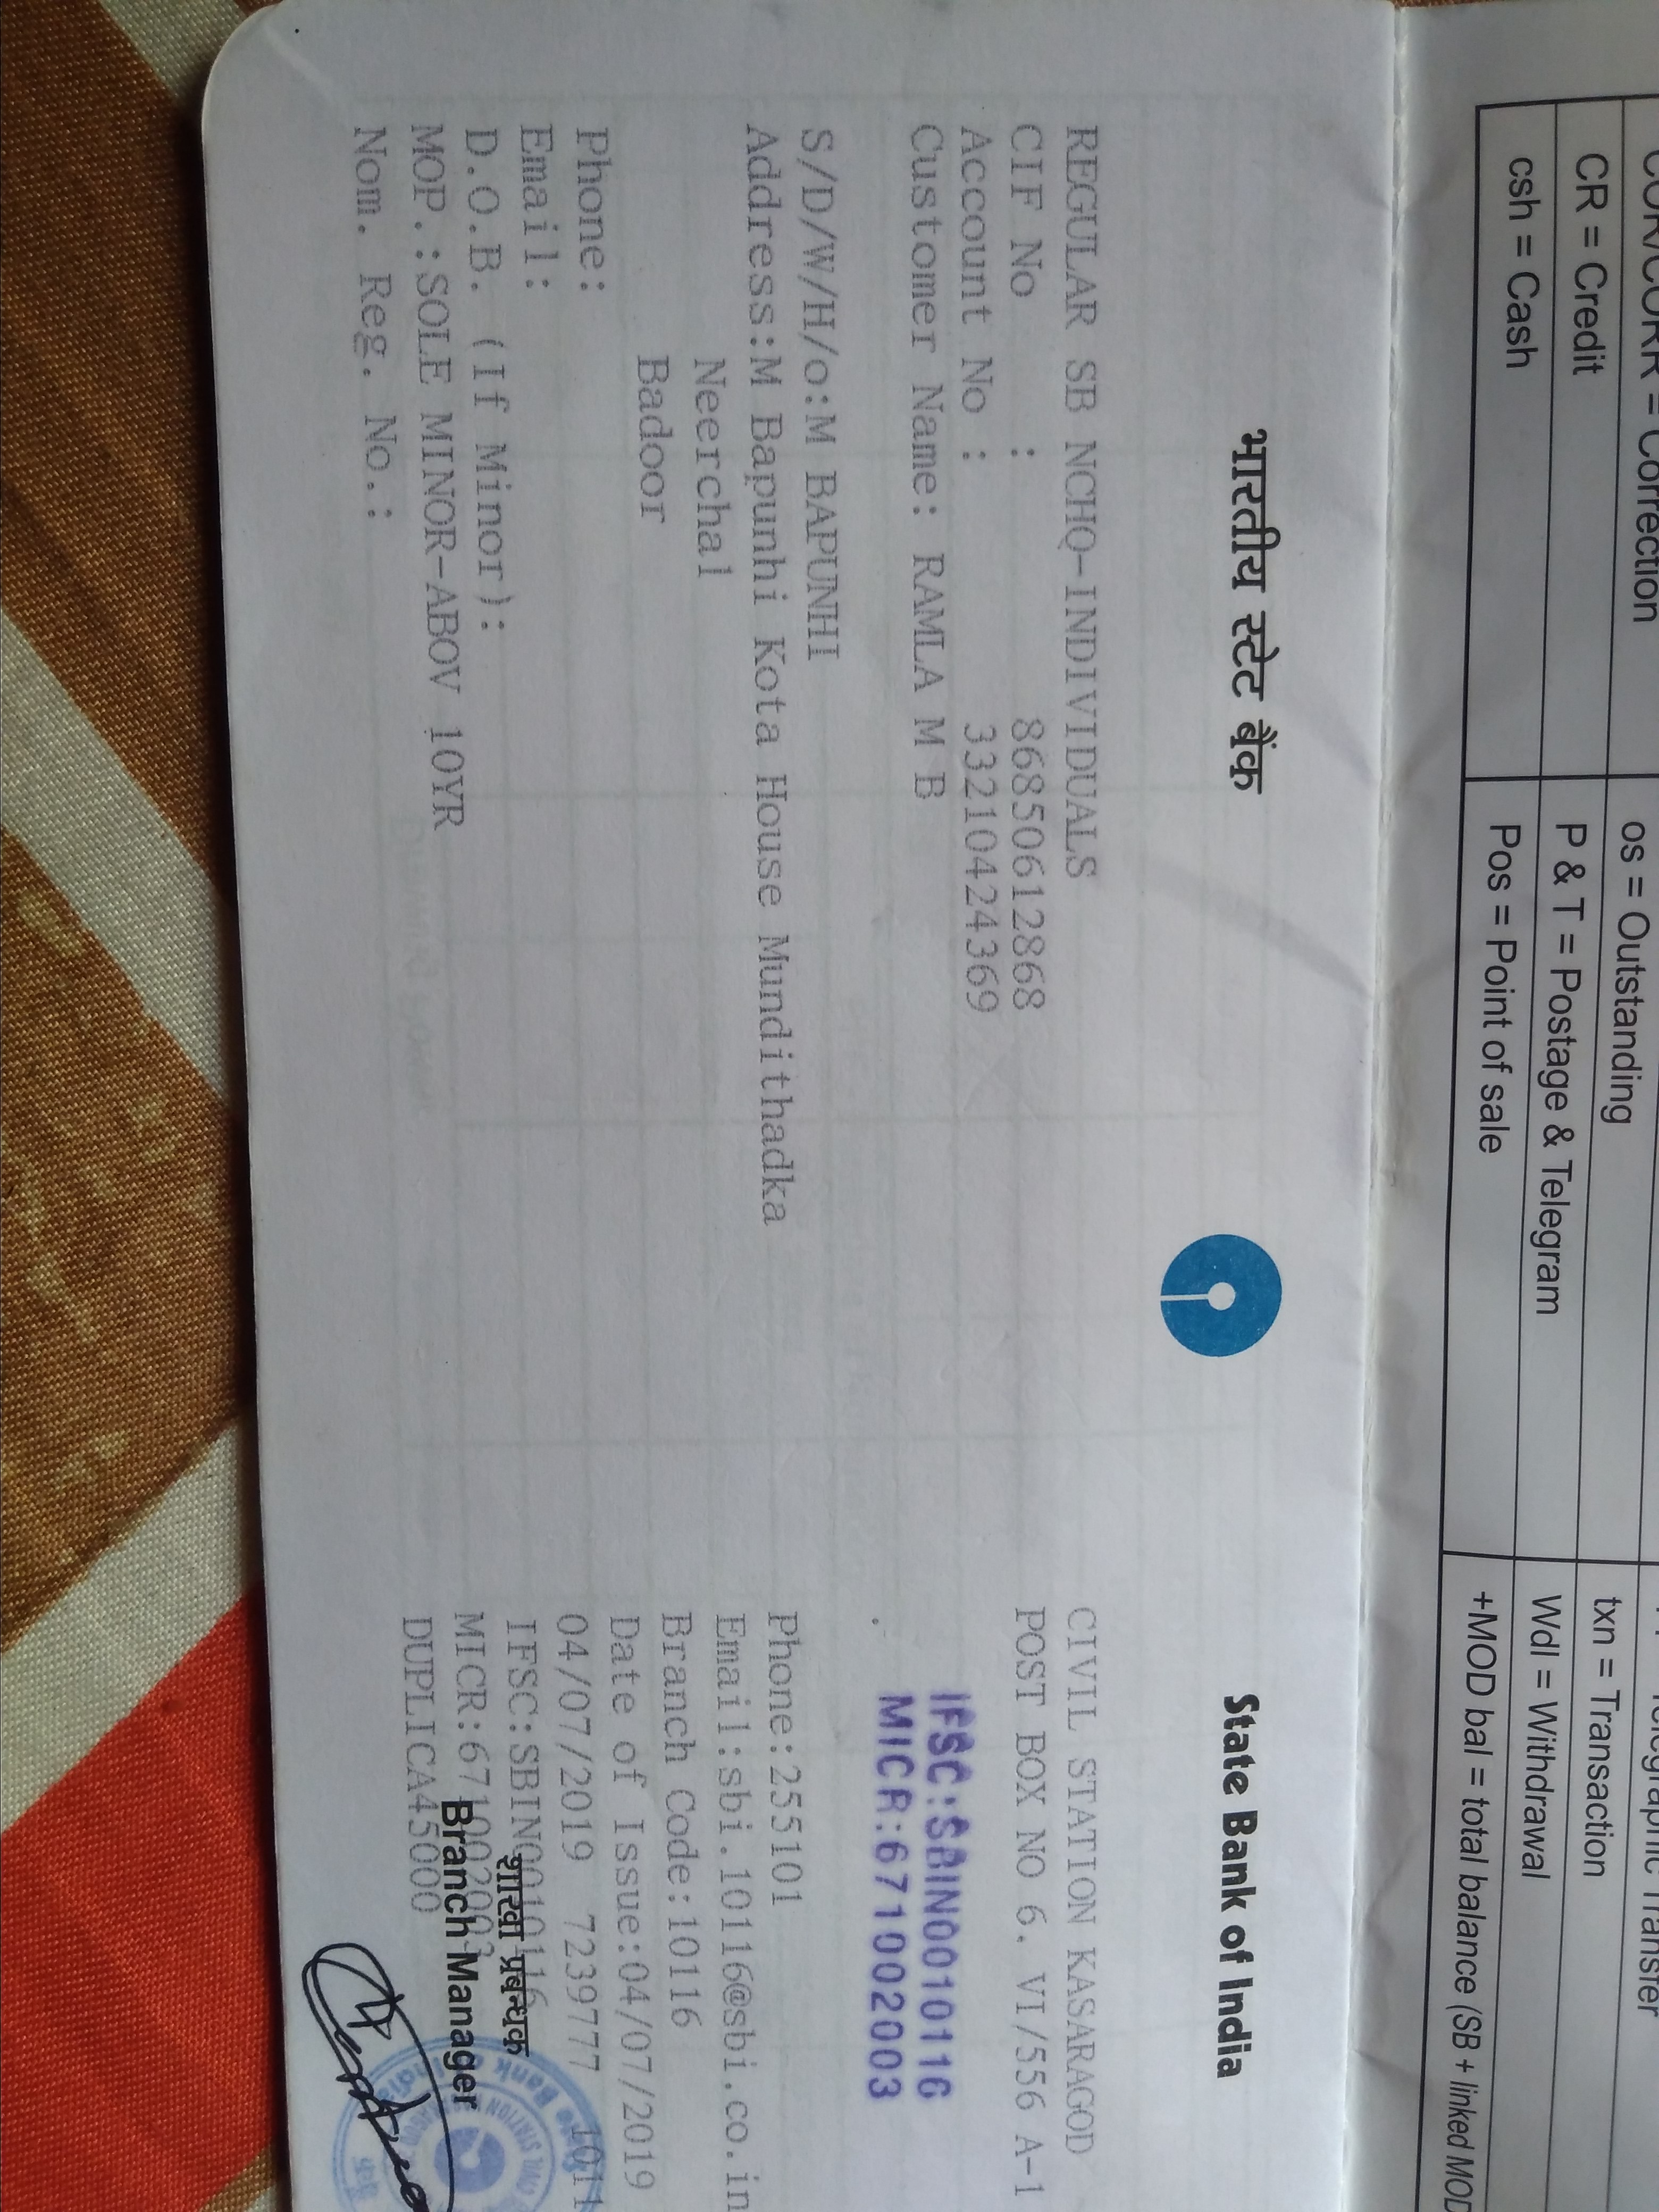 COR/CORR = Correction
os = Outstanding
CR = Credit
P & T = Postage & Telegram
txn = Transaction
csh = Cash
Pos = Point of sale
Wdl = Withdrawal
+MOD bal = total balance (SB + linked MOD
भारतीय स्टेट बैंक
State Bank of India
REGULAR SB NCHQ-INDIVIDUALS
CIF No : 86850612868
Account No : 33210424369
Customer Name: RAMLA M B
S/D/W/H/o:M BAPUNHI
Address:M Bapunhi Kota House Mundithadka
Neerchal
Badoor
Phone:
Email:
D.O.B. (If Minor):
MOP.:SOLE MINOR-ABOV 10YR
Nom. Reg. No.:
CIVIL STATION KASARAGOD
POST BOX NO 6. VI/556 A-1
IFSC:SBIN0010116
MICR:671002003
.
Phone:255101
Email:sbi.10116@sbi.co.in
Branch Code:10116
Date of Issue:04/07/2019
04/07/2019 7239777 1011
IFSC:SBIN0010116
शाखा प्रबन्धक
MICR:671002003
Branch Manager
DUPLICA45000